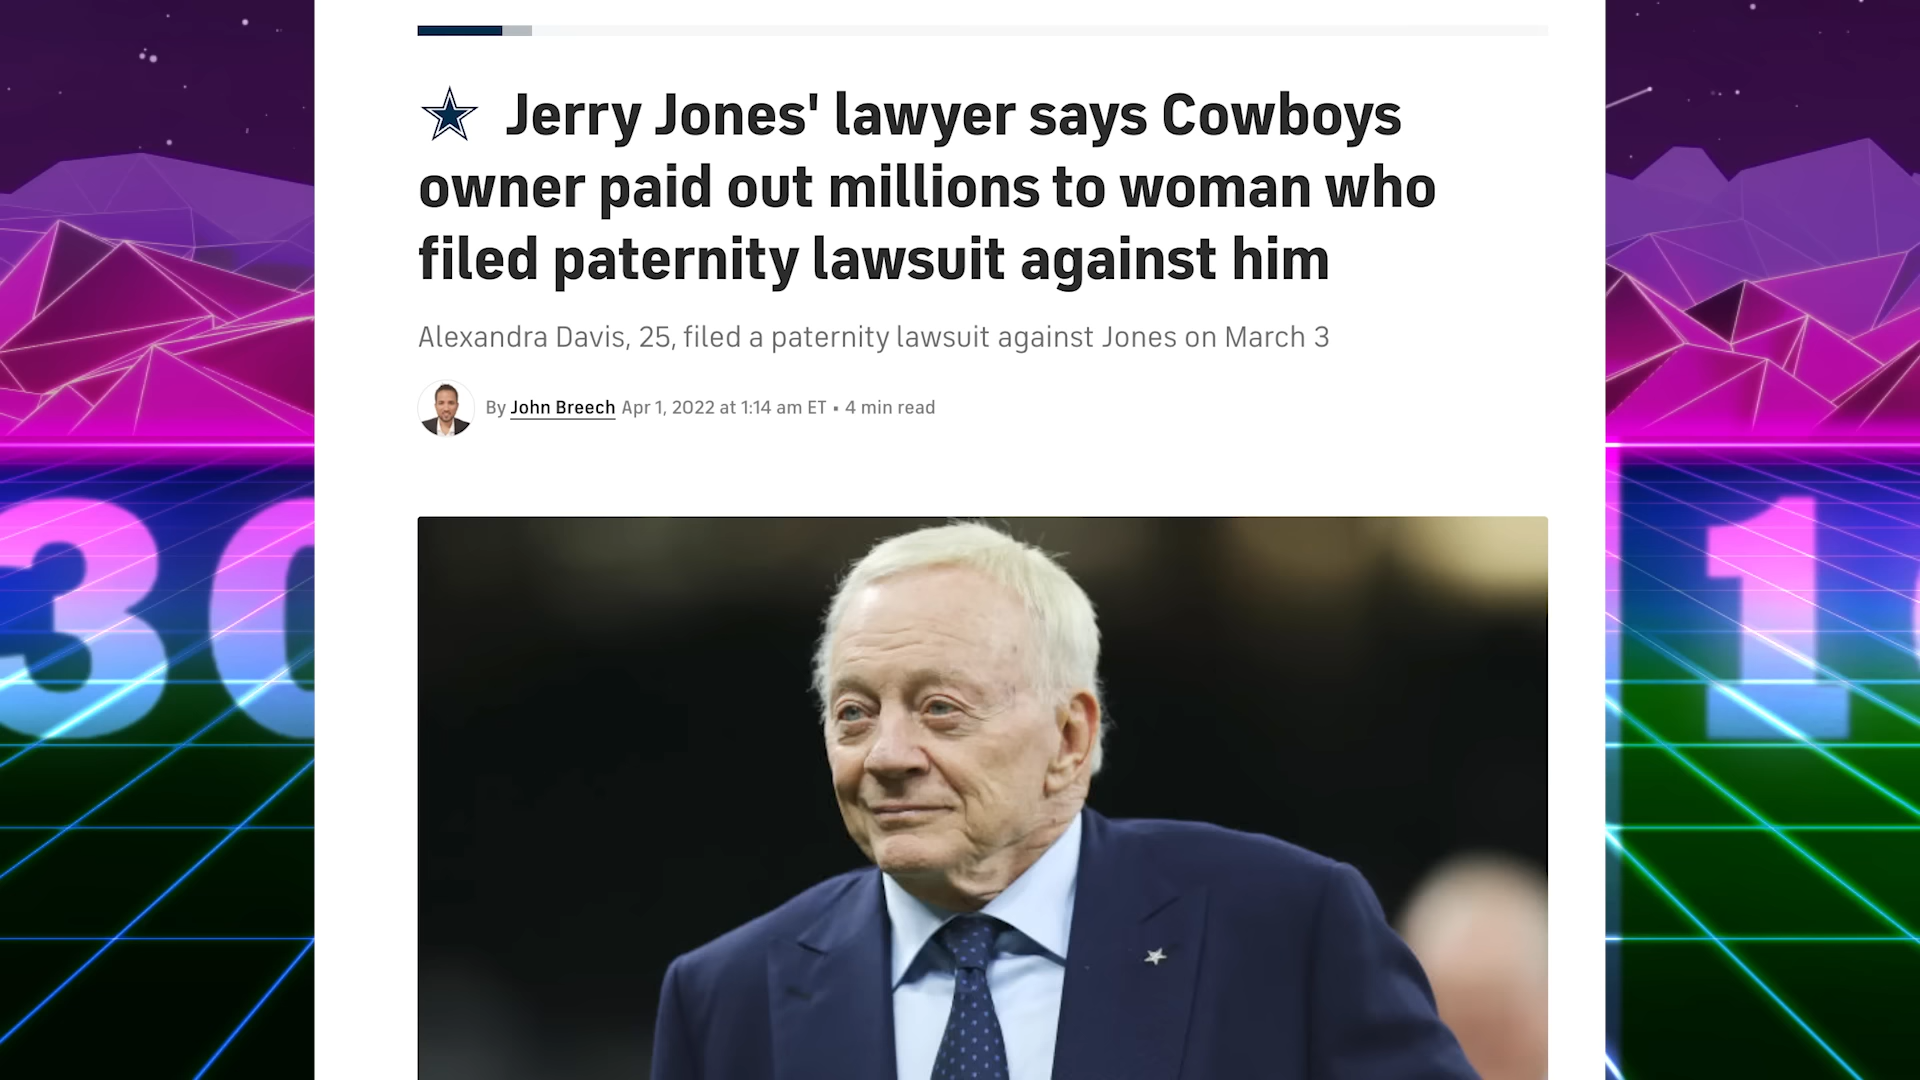 Jerry Jones' lawyer says Cowboys
owner paid out millions to woman who
filed paternity lawsuit against him
Alexandra Davis, 25, filed a paternity lawsuit against Jones on March 3
By John Breech Apr 1, 2022 at 1:14 am ET • 4 min read
30
1